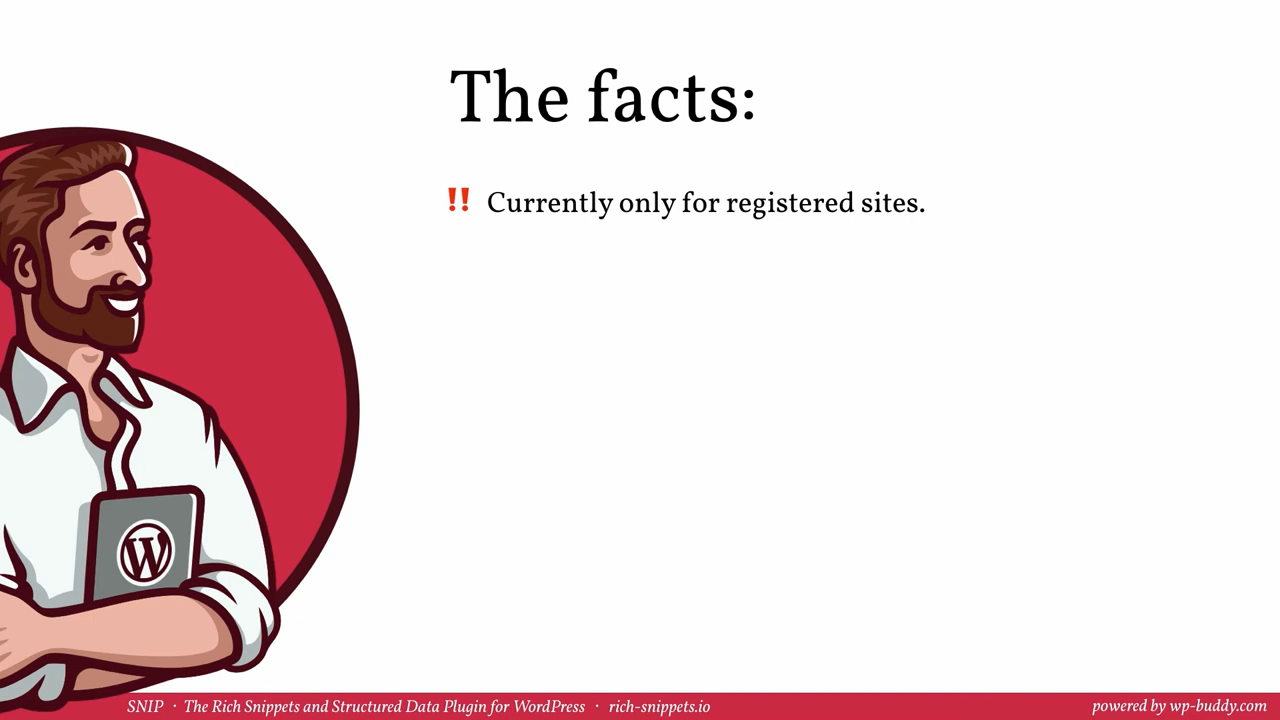 The facts:
‼ Currently only for registered sites.
W
SNIP · The Rich Snippets and Structured Data Plugin for WordPress · rich-snippets.io
powered by wp-buddy.com